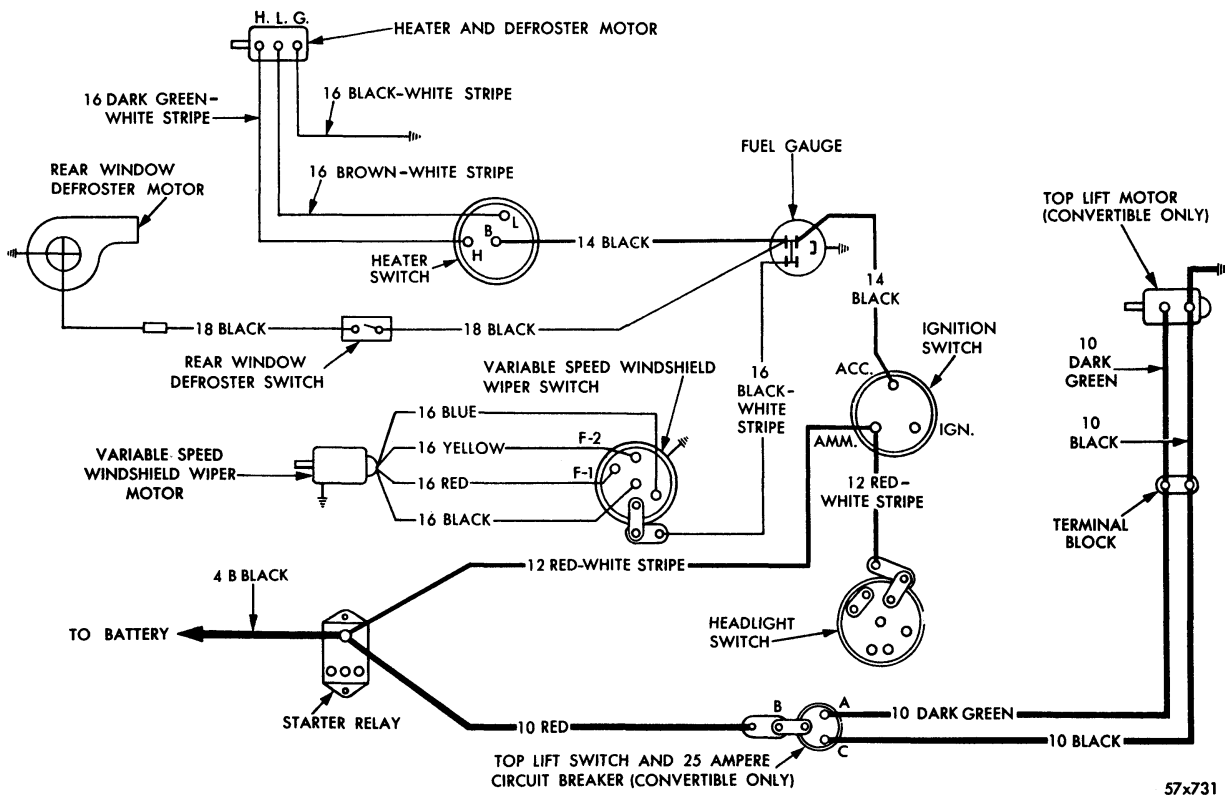 H. L. G.
HEATER AND DEFROSTER MOTOR
16 DARK GREEN-
WHITE STRIPE
16 BLACK-WHITE STRIPE
REAR WINDOW
DEFROSTER MOTOR
16 BROWN-WHITE STRIPE
FUEL GAUGE
TOP LIFT MOTOR
(CONVERTIBLE ONLY)
L
B
H
HEATER
SWITCH
14 BLACK
14
BLACK
18 BLACK
18 BLACK
REAR WINDOW
DEFROSTER SWITCH
IGNITION
SWITCH
10
DARK
GREEN
VARIABLE SPEED WINDSHIELD
WIPER SWITCH
16
BLACK-
WHITE
STRIPE
ACC.
AMM.
IGN.
10
BLACK
16 BLUE
16 YELLOW
F-2
F-1
16 RED
16 BLACK
VARIABLE SPEED
WINDSHIELD WIPER
MOTOR
12 RED-
WHITE STRIPE
TERMINAL
BLOCK
12 RED-WHITE STRIPE
4 B BLACK
TO BATTERY
HEADLIGHT
SWITCH
STARTER RELAY
10 RED
B
A
C
10 DARK GREEN
10 BLACK
TOP LIFT SWITCH AND 25 AMPERE
CIRCUIT BREAKER (CONVERTIBLE ONLY)
57x731